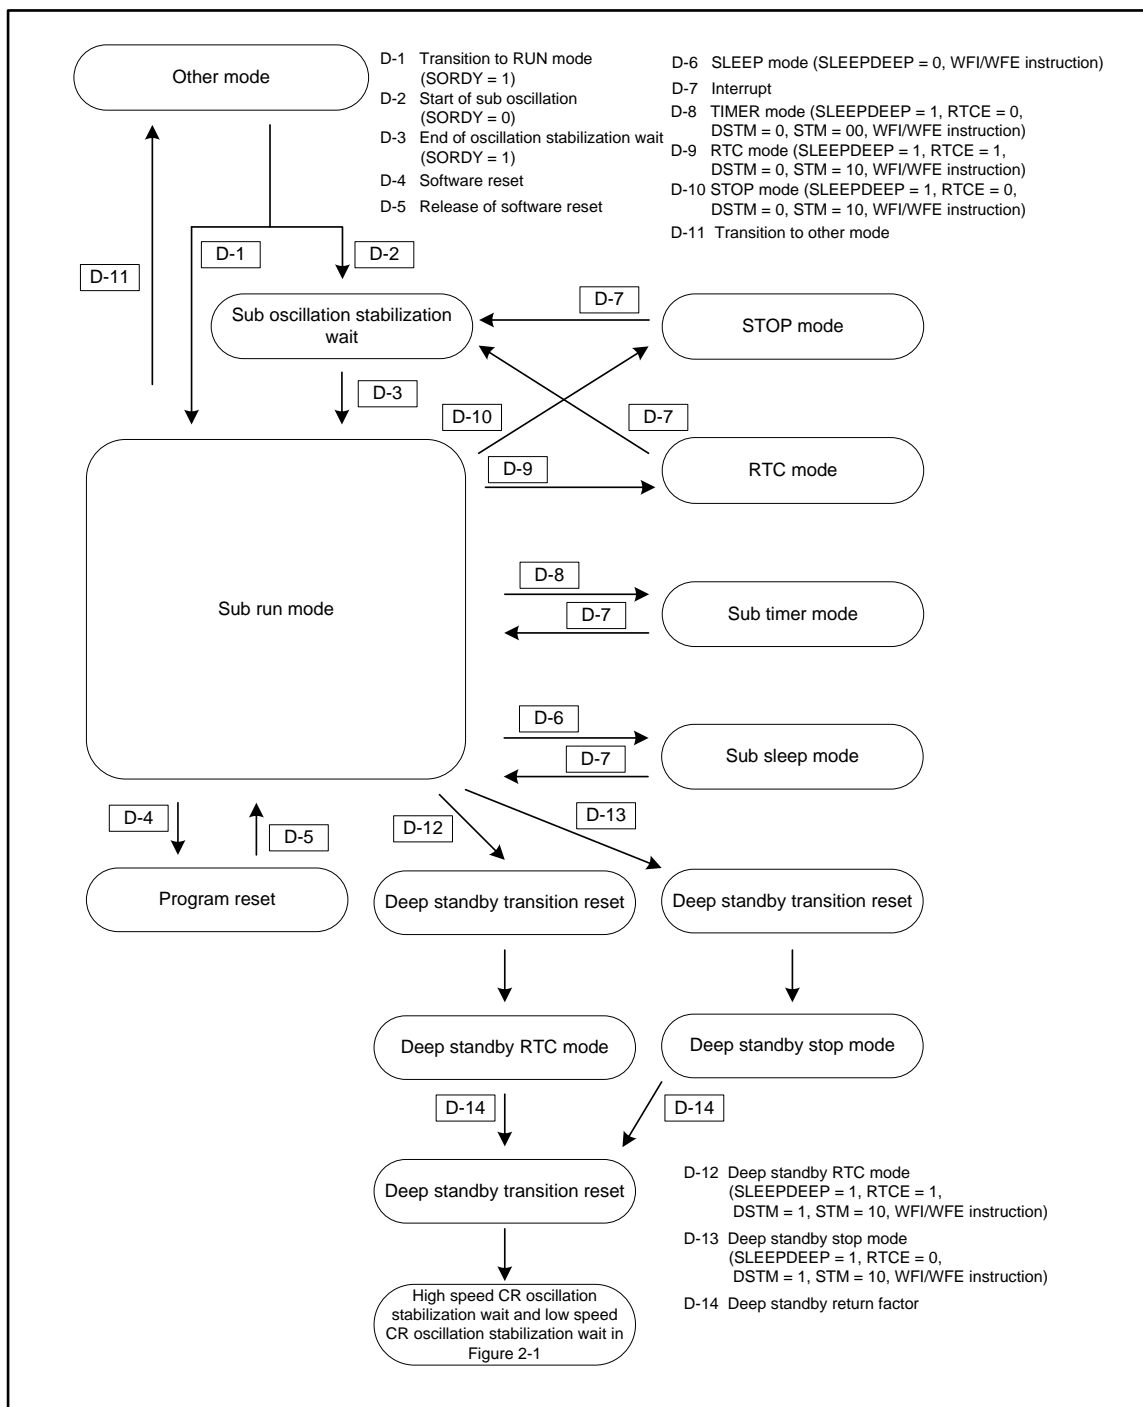 Other mode
D-1 Transition to RUN mode
(SORDY = 1)
D-2 Start of sub oscillation
(SORDY = 0)
D-3 End of oscillation stabilization wait
(SORDY = 1)
D-4 Software reset
D-5 Release of software reset
D-6 SLEEP mode (SLEEPDEEP = 0, WFI/WFE instruction)
D-7 Interrupt
D-8 TIMER mode (SLEEPDEEP = 1, RTCE = 0,
DSTM = 0, STM = 00, WFI/WFE instruction)
D-9 RTC mode (SLEEPDEEP = 1, RTCE = 1,
DSTM = 0, STM = 10, WFI/WFE instruction)
D-10 STOP mode (SLEEPDEEP = 1, RTCE = 0,
DSTM = 0, STM = 10, WFI/WFE instruction)
D-11 Transition to other mode
D-11
D-1
D-2
Sub oscillation stabilization
wait
D-7
STOP mode
D-3
D-10
D-7
D-9
RTC mode
Sub run mode
D-8
D-7
Sub timer mode
D-6
D-7
Sub sleep mode
D-4
D-5
D-12
D-13
Program reset
Deep standby transition reset
Deep standby transition reset
Deep standby RTC mode
Deep standby stop mode
D-14
D-14
Deep standby transition reset
D-12 Deep standby RTC mode
(SLEEPDEEP = 1, RTCE = 1,
DSTM = 1, STM = 10, WFI/WFE instruction)
D-13 Deep standby stop mode
(SLEEPDEEP = 1, RTCE = 0,
DSTM = 1, STM = 10, WFI/WFE instruction)
D-14 Deep standby return factor
High speed CR oscillation
stabilization wait and low speed
CR oscillation stabilization wait in
Figure 2-1